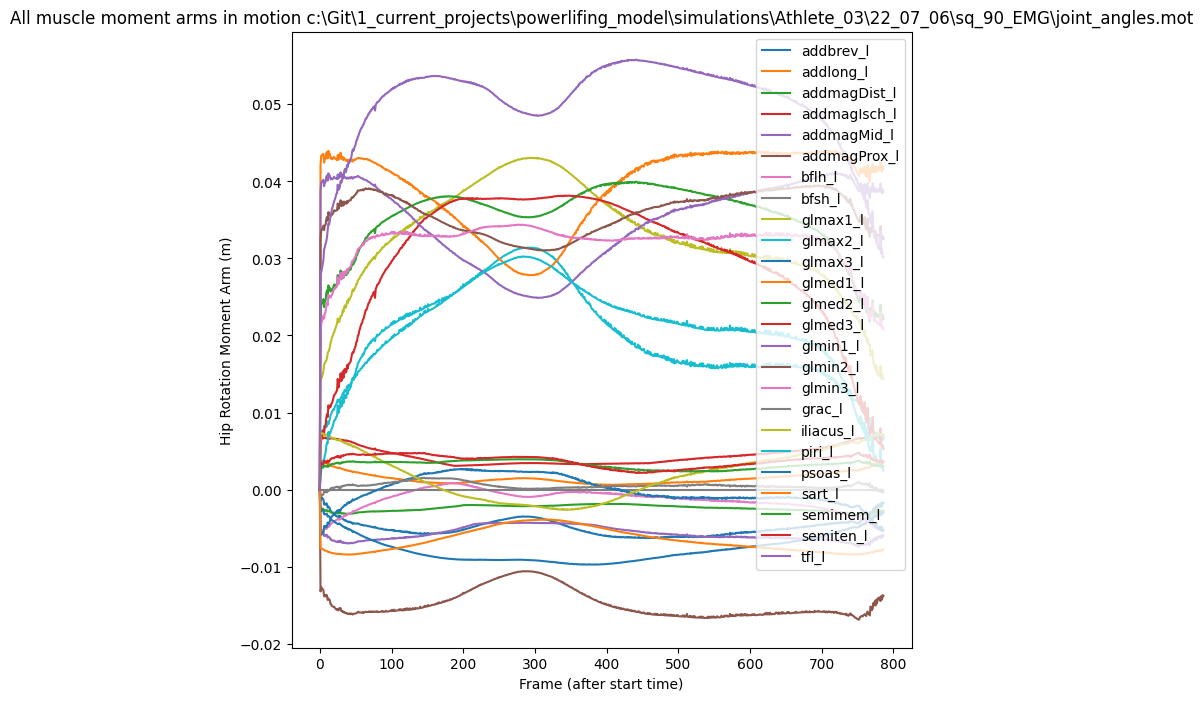 All muscle moment arms in motion c:\Git\1_current_projects\powerlifing_model\simulations\Athlete_03\22_07_06\sq_90_EMG\joint_angles.mot
addbrev_l
addlong_l
addmagDist_l
addmagIsch_l
addmagMid_l
addmagProx_l
bflh_l
bfsh_l
glmax1_l
glmax2_l
glmax3_l
glmed1_l
glmed2_l
glmed3_l
glmin1_l
glmin2_l
glmin3_l
grac_l
iliacus_l
piri_l
psoas_l
sart_l
semimem_l
semiten_l
tfl_l
Hip Rotation Moment Arm (m)
0.05
0.04
0.03
0.02
0.01
0.00
−0.01
−0.02
0 100 200 300 400 500 600 700 800
Frame (after start time)